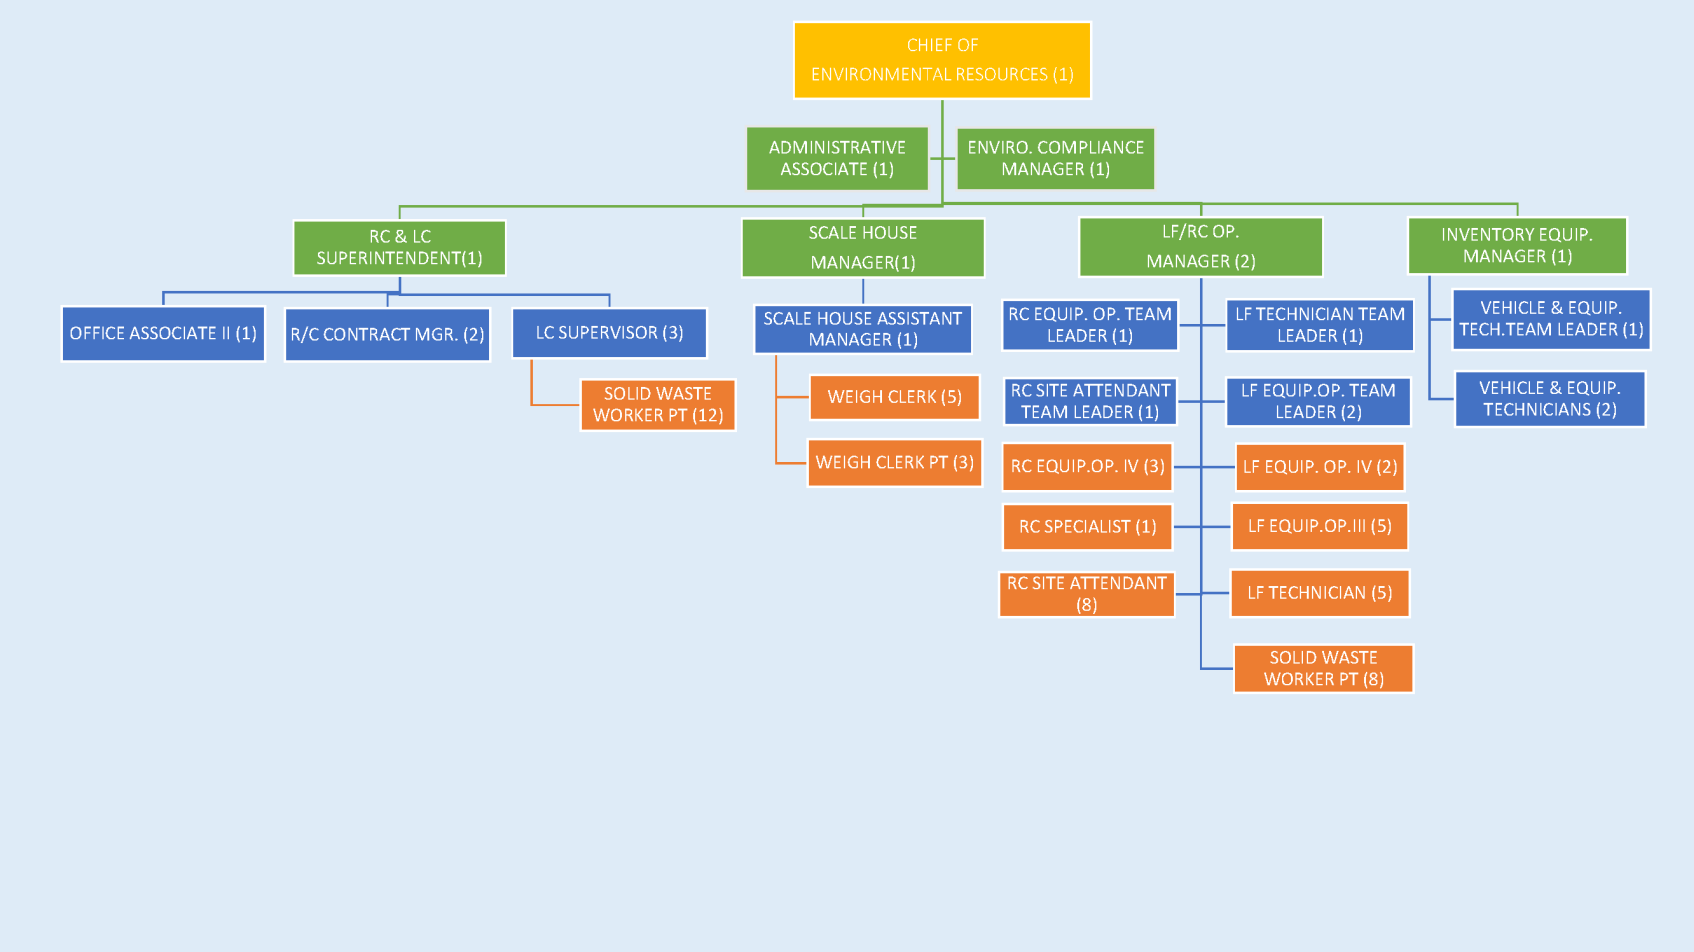 CHIEF OF
ENVIRONMENTAL RESOURCES (1)
ADMINISTRATIVE
ASSOCIATE (1)
ENVIRO. COMPLIANCE
MANAGER (1)
RC & LC
SUPERINTENDENT(1)
SCALE HOUSE
MANAGER(1)
LF/RC OP.
MANAGER (2)
INVENTORY EQUIP.
MANAGER (1)
OFFICE ASSOCIATE II (1)
R/C CONTRACT MGR. (2)
LC SUPERVISOR (3)
SOLID WASTE
WORKER PT (12)
SCALE HOUSE ASSISTANT
MANAGER (1)
WEIGH CLERK (5)
WEIGH CLERK PT (3)
RC EQUIP. OP. TEAM
LEADER (1)
LF TECHNICIAN TEAM
LEADER (1)
RC SITE ATTENDANT
TEAM LEADER (1)
LF EQUIP.OP. TEAM
LEADER (2)
RC EQUIP.OP. IV (3)
LF EQUIP. OP. IV (2)
RC SPECIALIST (1)
LF EQUIP.OP.III (5)
RC SITE ATTENDANT
(8)
LF TECHNICIAN (5)
SOLID WASTE
WORKER PT (8)
VEHICLE & EQUIP.
TECH.TEAM LEADER (1)
VEHICLE & EQUIP.
TECHNICIANS (2)